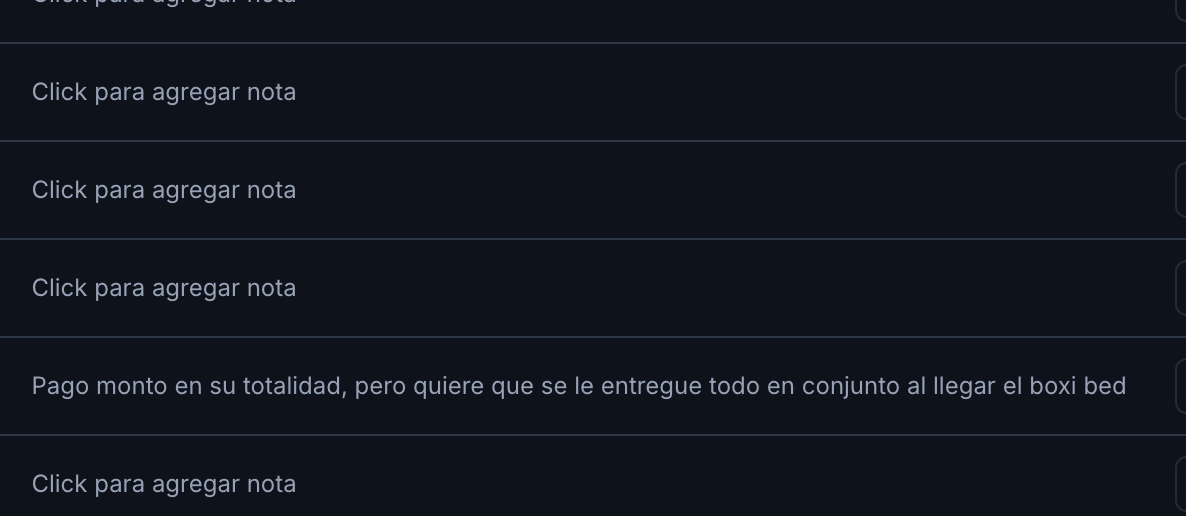 Click para agregar nota
Click para agregar nota
Click para agregar nota
Click para agregar nota
Pago monto en su totalidad, pero quiere que se le entregue todo en conjunto al llegar el boxi bed
Click para agregar nota